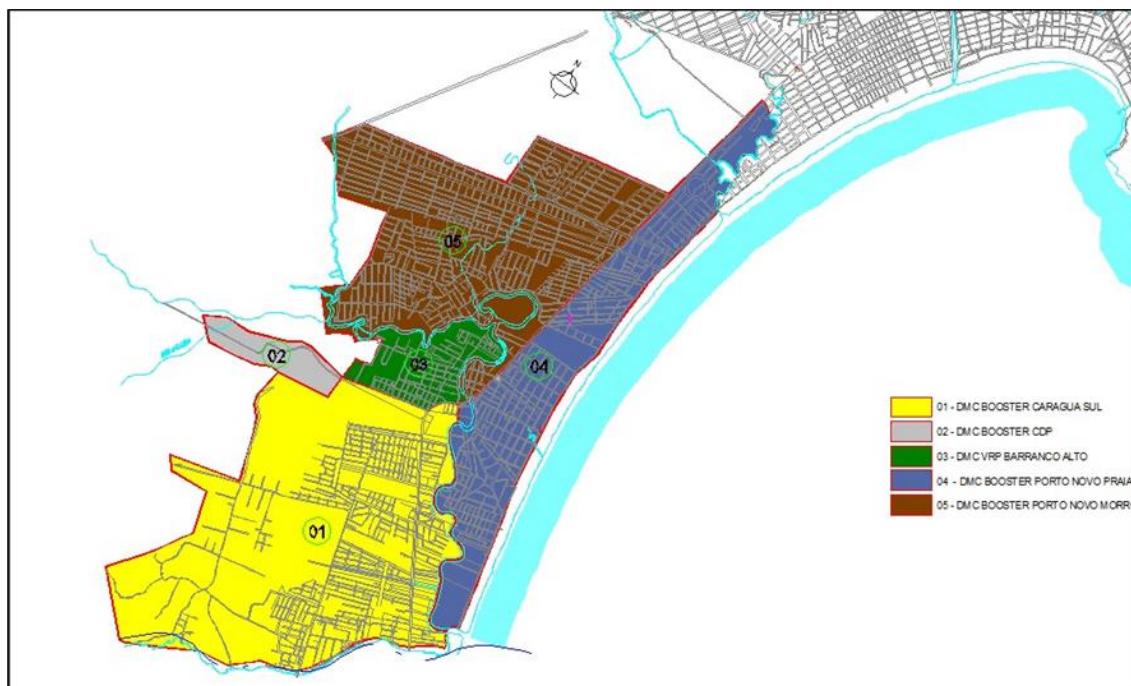 N
05
02
03
04
01
01 - DMC BOOSTER CARAGUA SUL
02 - DMC BOOSTER CDP
03 - DMC VRP BARRANCO ALTO
04 - DMC BOOSTER PORTO NOVO PRAIA
05 - DMC BOOSTER PORTO NOVO MORR